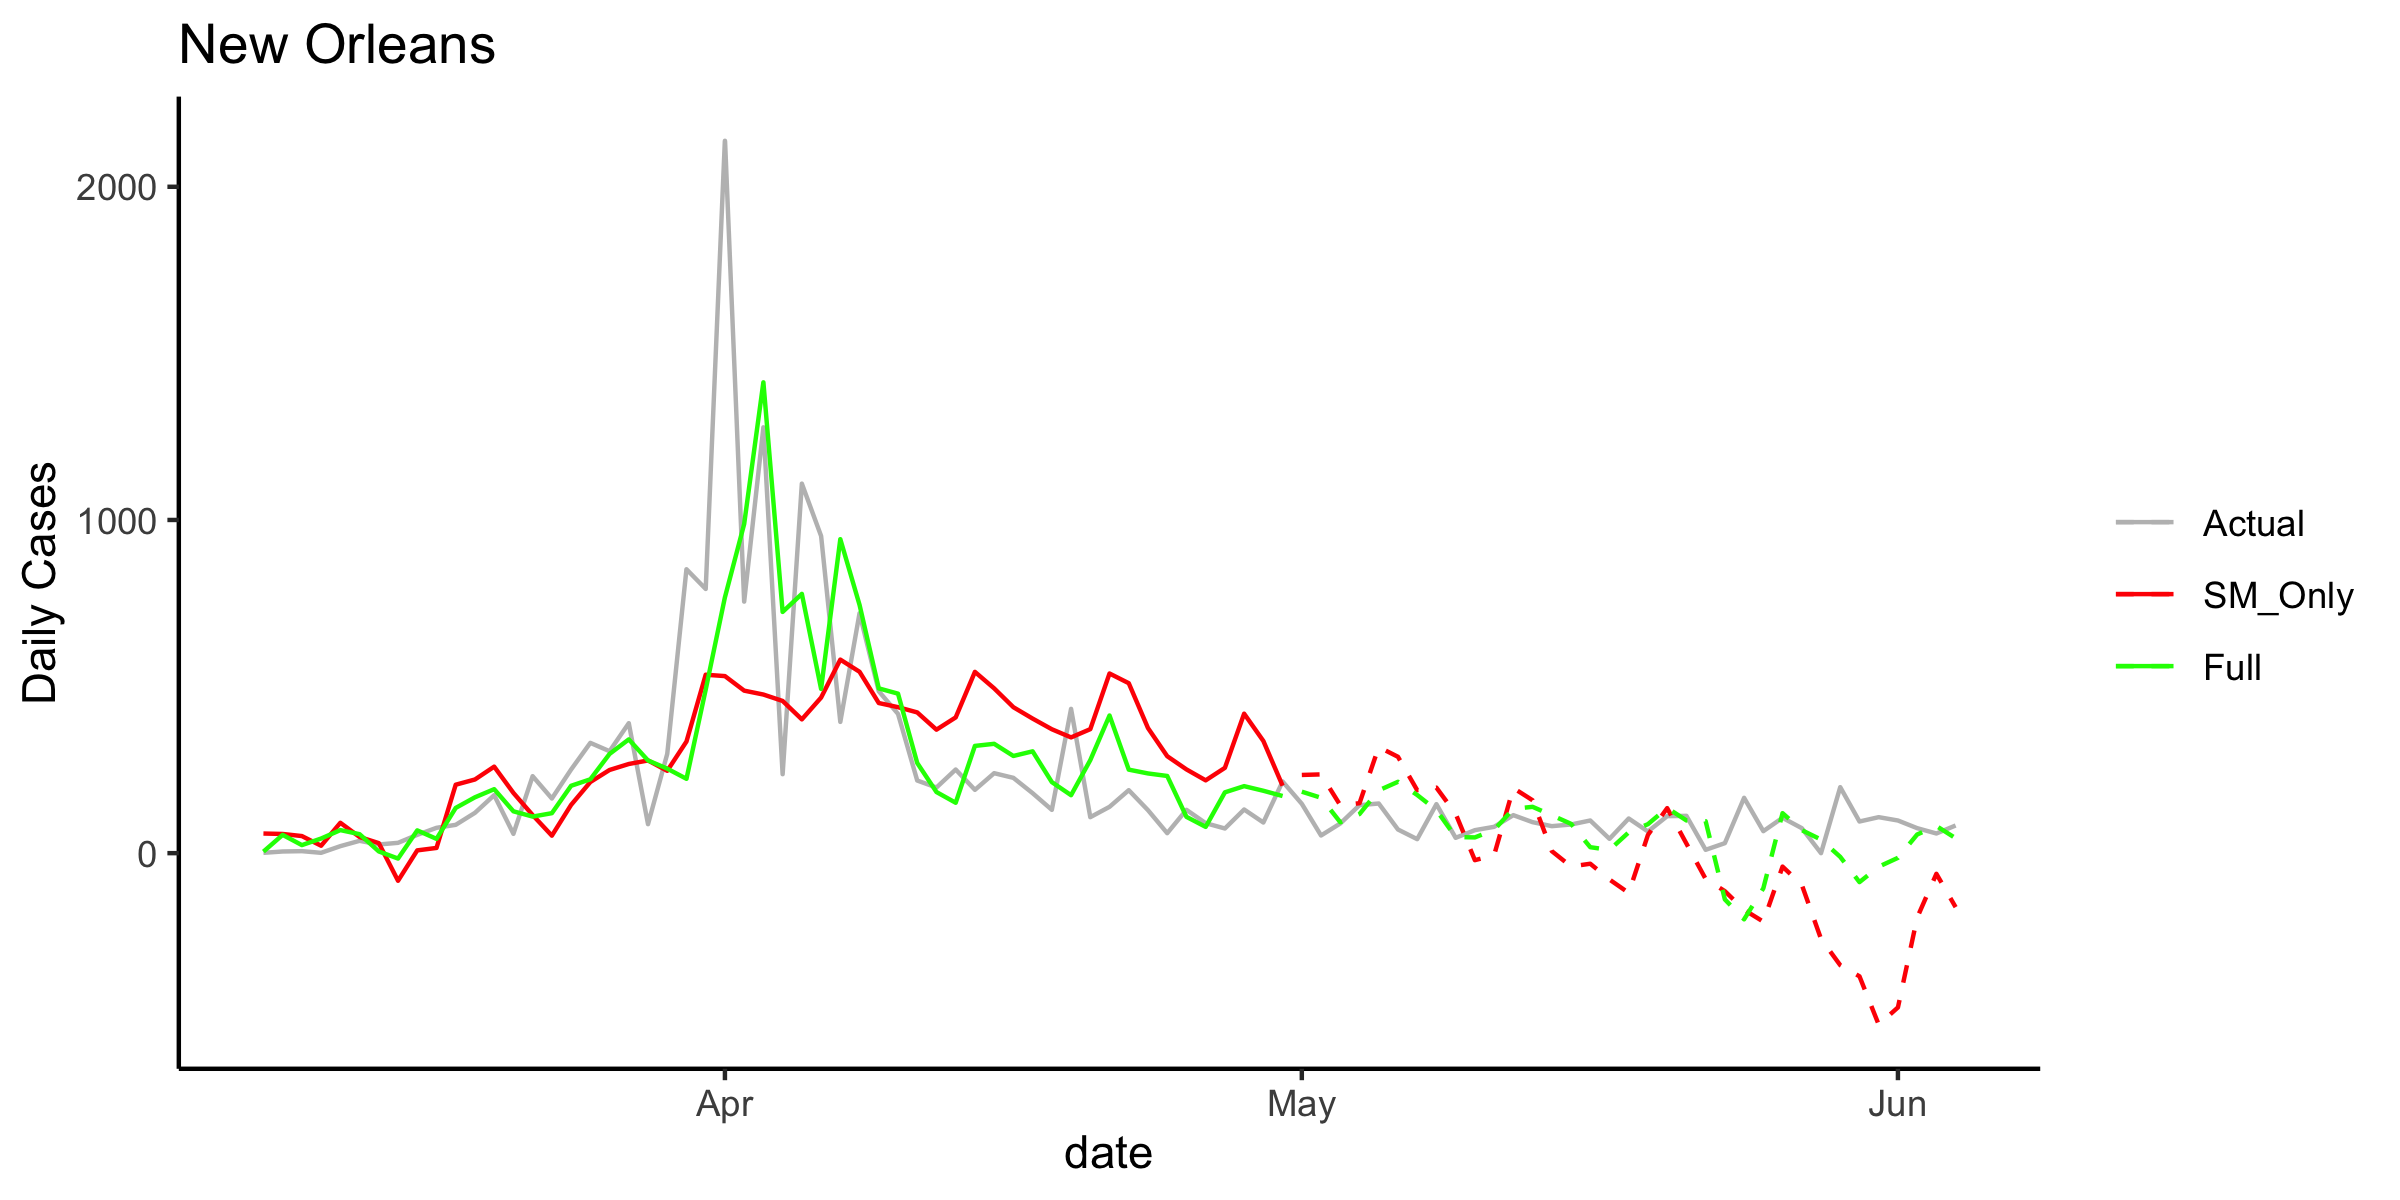 New Orleans
Daily Cases
2000
1000
0
Apr
May
Jun
date
Actual
SM_Only
Full